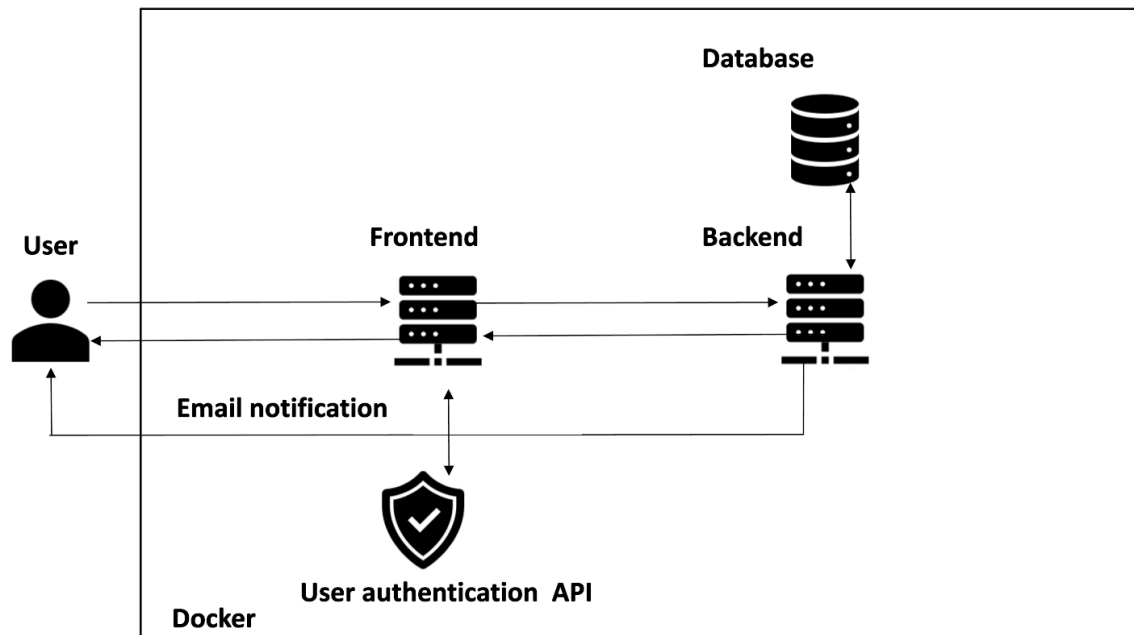 Database
User
Frontend
Backend
Email notification
User authentication API
Docker